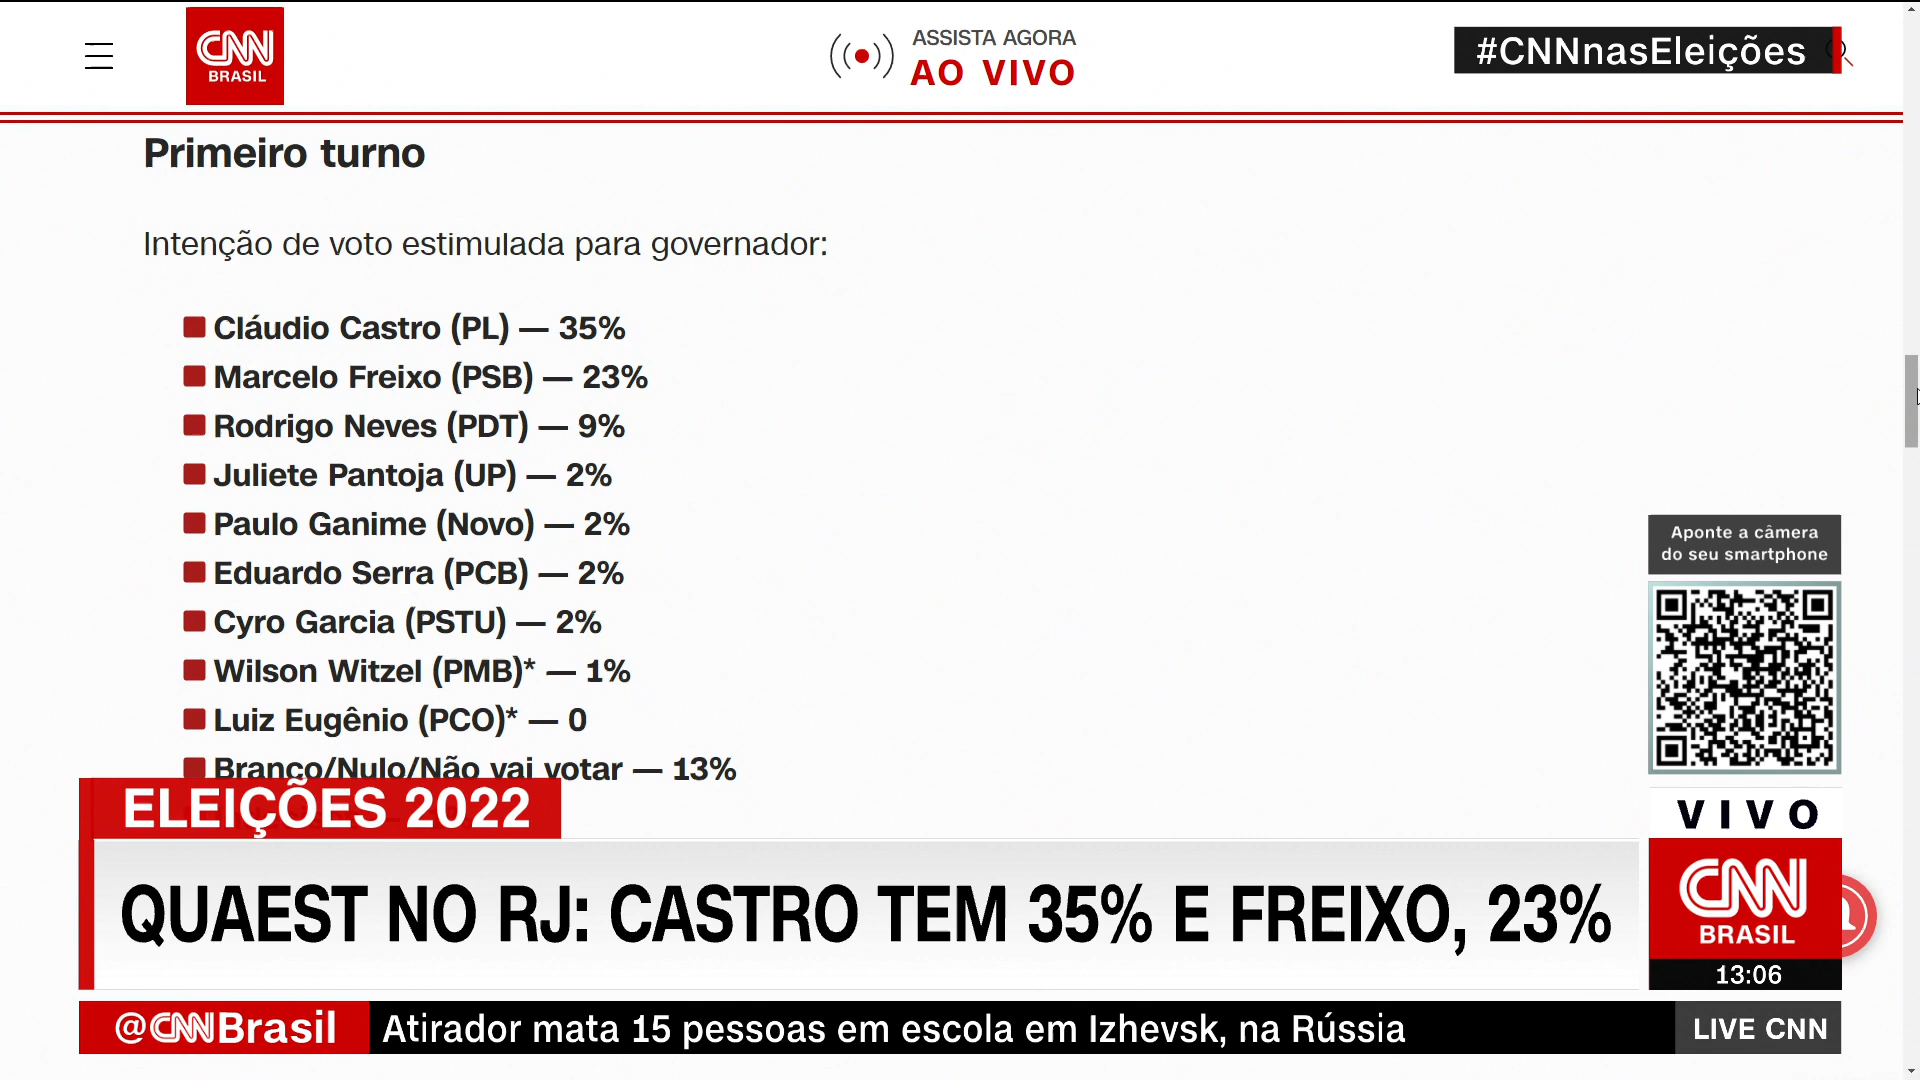 CNN
BRASIL
ASSISTA AGORA
AO VIVO
#CNNnasEleições
Primeiro turno
Intenção de voto estimulada para governador:
Cláudio Castro (PL) — 35%
Marcelo Freixo (PSB) — 23%
Rodrigo Neves (PDT) — 9%
Juliete Pantoja (UP) — 2%
Paulo Ganime (Novo) — 2%
Eduardo Serra (PCB) — 2%
Cyro Garcia (PSTU) — 2%
Wilson Witzel (PMB)* — 1%
Luiz Eugênio (PCO)* — 0
Branco/Nulo/Não vai votar — 13%
Aponte a câmera
do seu smartphone
ELEIÇÕES 2022
QUAEST NO RJ: CASTRO TEM 35% E FREIXO, 23%
VIVO
CNN
BRASIL
13:06
@CNNBrasil
Atirador mata 15 pessoas em escola em Izhevsk, na Rússia
LIVE CNN